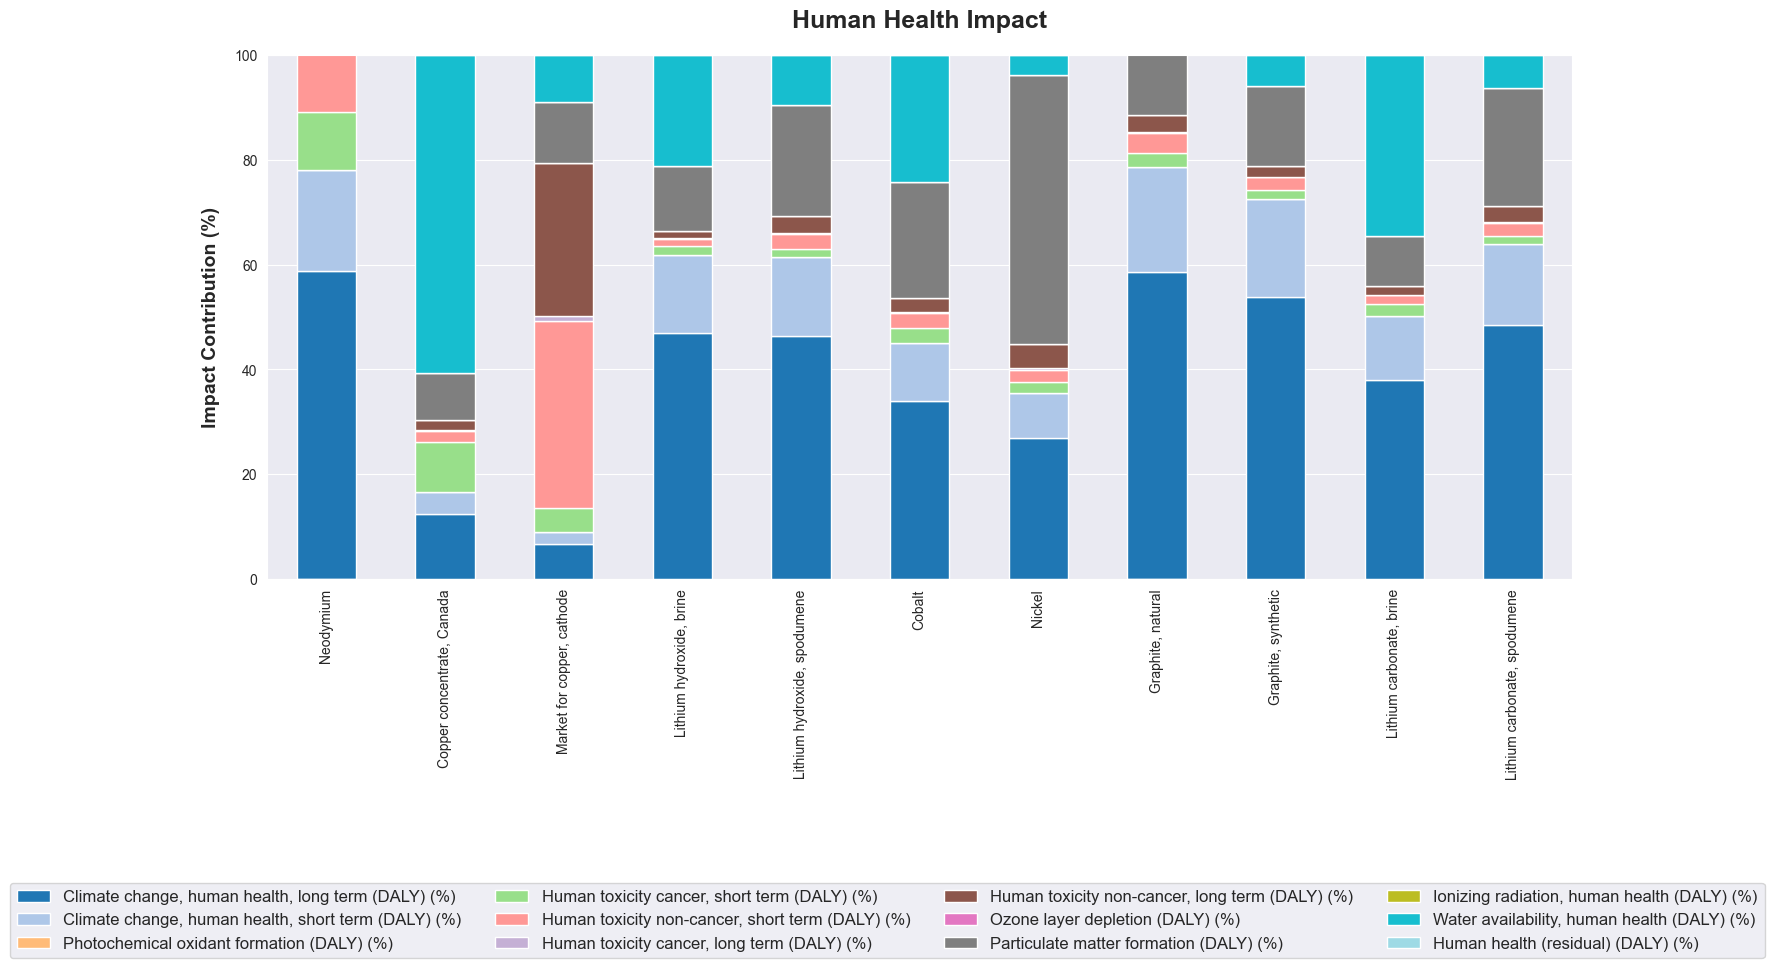 Human Health Impact
Impact Contribution (%)
100
80
60
40
20
0
Neodymium
Copper concentrate, Canada
Market for copper, cathode
Lithium hydroxide, brine
Lithium hydroxide, spodumene
Cobalt
Nickel
Graphite, natural
Graphite, synthetic
Lithium carbonate, brine
Lithium carbonate, spodumene
Climate change, human health, long term (DALY) (%)
Climate change, human health, short term (DALY) (%)
Photochemical oxidant formation (DALY) (%)
Human toxicity cancer, short term (DALY) (%)
Human toxicity non-cancer, short term (DALY) (%)
Human toxicity cancer, long term (DALY) (%)
Human toxicity non-cancer, long term (DALY) (%)
Ozone layer depletion (DALY) (%)
Particulate matter formation (DALY) (%)
Ionizing radiation, human health (DALY) (%)
Water availability, human health (DALY) (%)
Human health (residual) (DALY) (%)